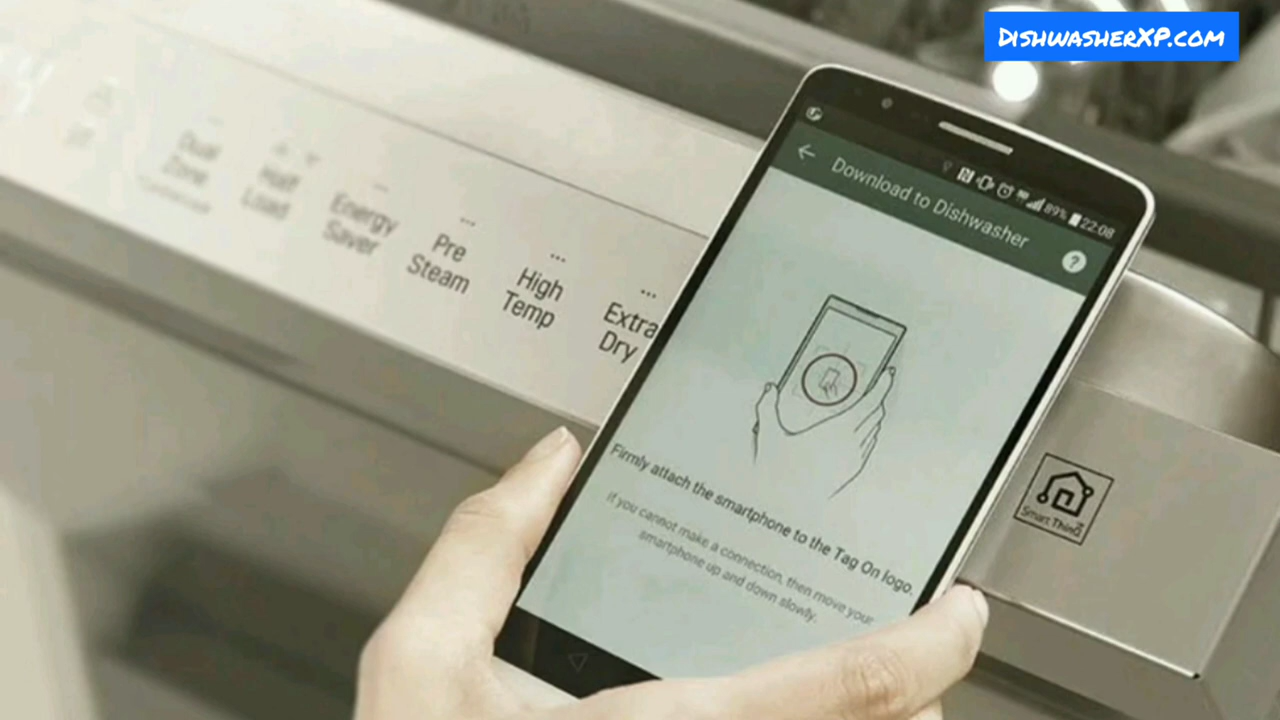 DishwasherXP.com
89% 22:08
Download to Dishwasher
?
Dual
Zone
Half
Load
Energy
Saver
Pre
Steam
High
Temp
Extra
Dry
Firmly attach the smartphone to the Tag On logo.
If you cannot make a connection, then move your
smartphone up and down slowly.
Smart ThinQ